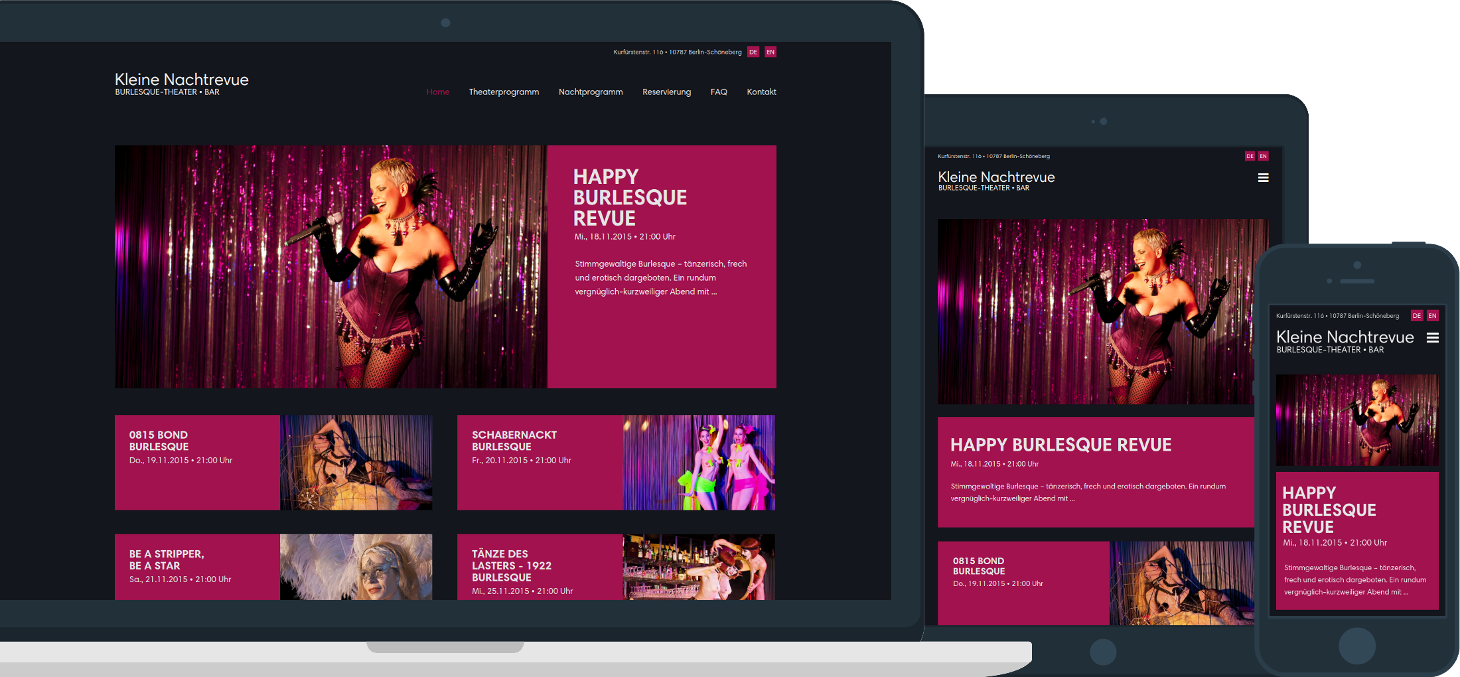 Kurfürstenstr. 116 • 10787 Berlin-Schöneberg DE EN
Kleine Nachtrevue
BURLESQUE-THEATER • BAR
Home Theaterprogramm Nachtprogramm Reservierung FAQ Kontakt
HAPPY
BURLESQUE
REVUE
Mi., 18.11.2015 • 21:00 Uhr
Stimmgewaltige Burlesque – tänzerisch, frech
und erotisch dargeboten. Ein rundum
vergnüglich-kurzweiliger Abend mit ...
0815 BOND
BURLESQUE
Do., 19.11.2015 • 21:00 Uhr
SCHABERNACKT
BURLESQUE
Fr., 20.11.2015 • 21:00 Uhr
BE A STRIPPER,
BE A STAR
Sa., 21.11.2015 • 21:00 Uhr
TÄNZE DES
LASTERS - 1922
BURLESQUE
Mi., 25.11.2015 • 21:00 Uhr
Kurfürstenstr. 116 • 10787 Berlin-Schöneberg DE EN
Kleine Nachtrevue
BURLESQUE-THEATER • BAR
HAPPY BURLESQUE REVUE
Mi., 18.11.2015 • 21:00 Uhr
Stimmgewaltige Burlesque – tänzerisch, frech und erotisch dargeboten. Ein rundum
vergnüglich-kurzweiliger Abend mit ...
0815 BOND
BURLESQUE
Do., 19.11.2015 • 21:00 Uhr
Kurfürstenstr. 116 • 10787 Berlin-Schöneberg DE EN
Kleine Nachtrevue
BURLESQUE-THEATER • BAR
HAPPY
BURLESQUE
REVUE
Mi., 18.11.2015 • 21:00 Uhr
Stimmgewaltige Burlesque – tänzerisch,
frech und erotisch dargeboten. Ein rundum
vergnüglich-kurzweiliger Abend mit ...